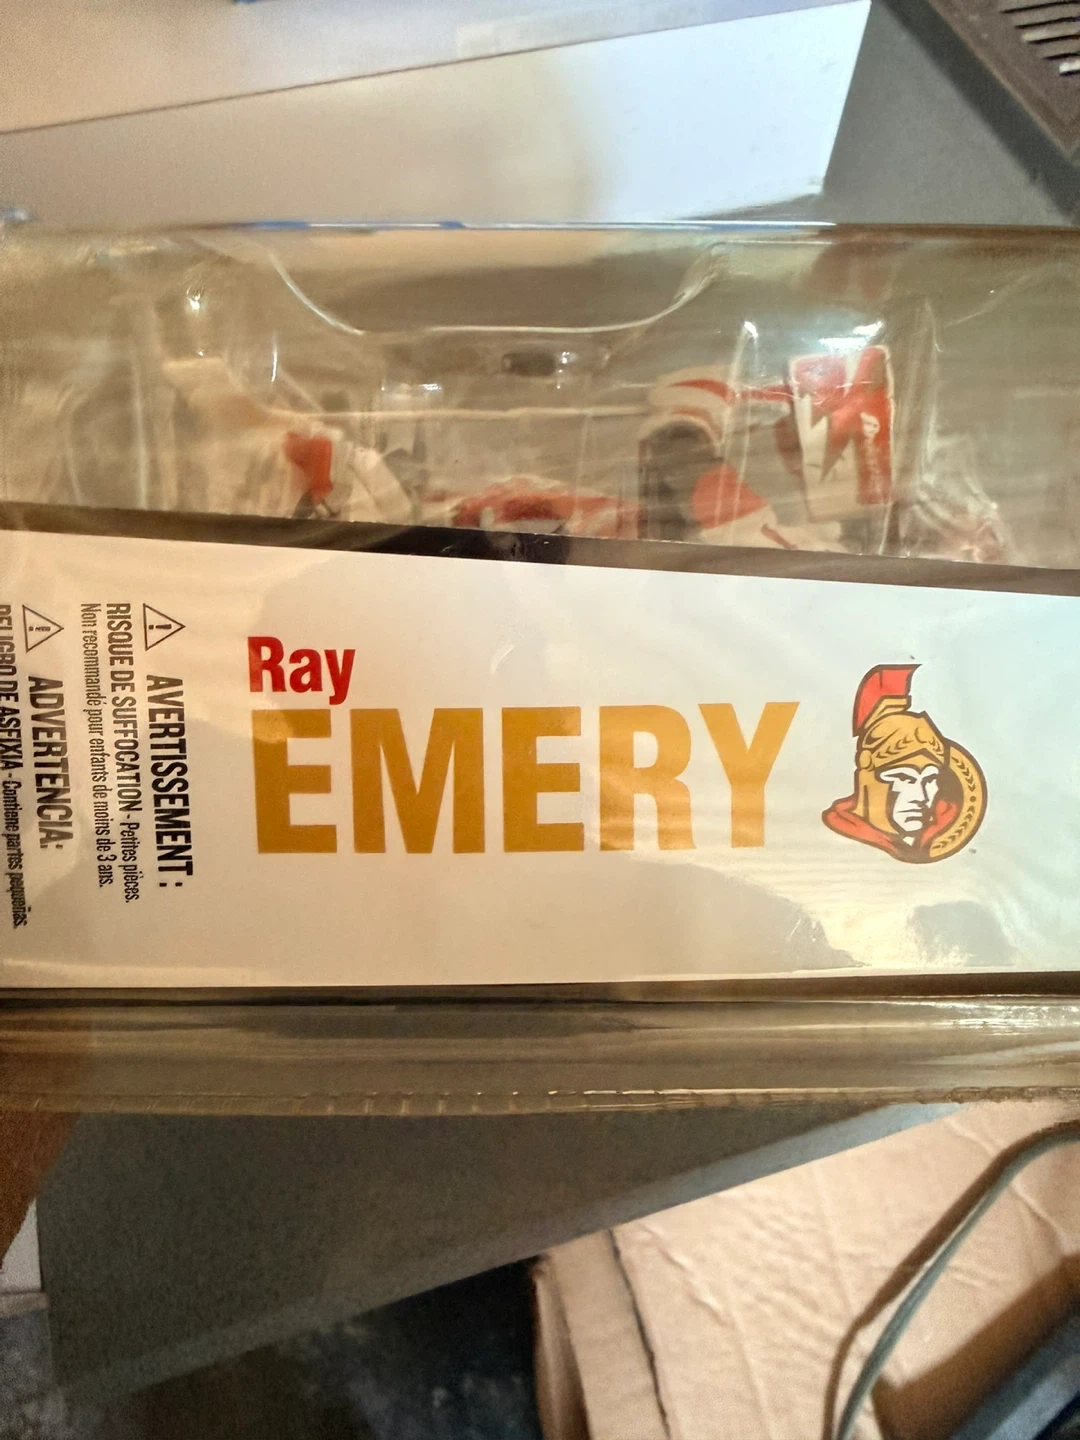 Ray
EMERY
AVERTISSEMENT :
RISQUE DE SUFFOCATION - Petites pièces.
Non recommandé pour enfants de moins de 3 ans.
ADVERTENCIA:
PELIGRO DE ASFIXIA - Contiene partes pequeñas.